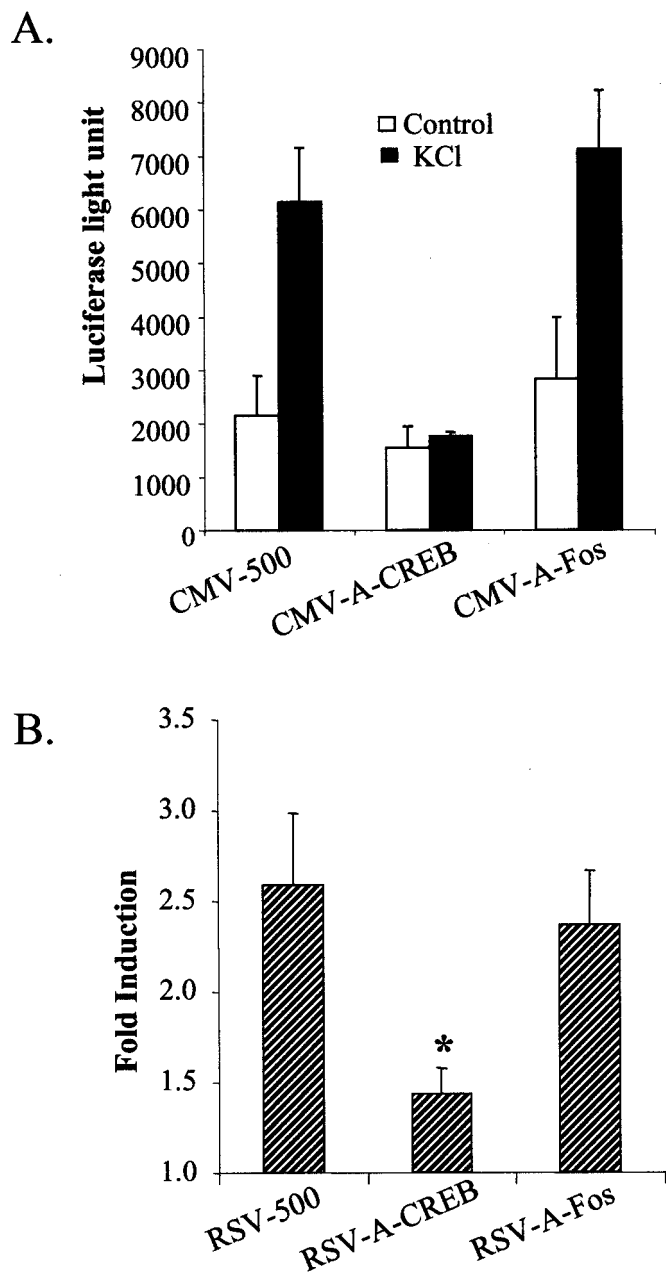 A.
Luciferase light unit
9000
8000
7000
6000
5000
4000
3000
2000
1000
0
Control
KCl
CMV-500
CMV-A-CREB
CMV-A-Fos
B.
Fold Induction
3.5
3.0
2.5
2.0
1.5
1.0
*
RSV-500
RSV-A-CREB
RSV-A-Fos